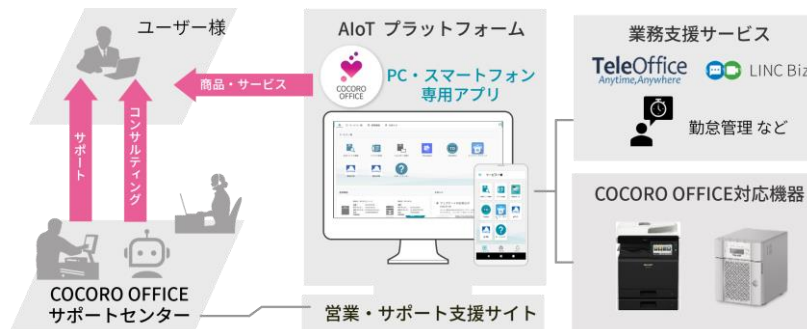 ユーザー様
商品・サービス
サポート
コンサルティング
COCORO OFFICE
サポートセンター
AIoT プラットフォーム
COCORO
OFFICE
PC・スマートフォン
専用アプリ
営業・サポート支援サイト
業務支援サービス
TeleOffice
Anytime,Anywhere
LINC Biz
勤怠管理 など
COCORO OFFICE対応機器